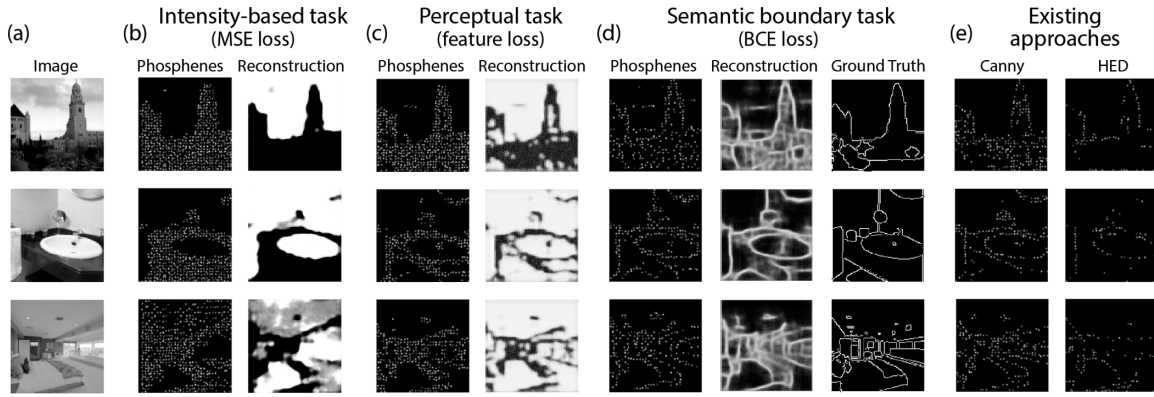 (a)
Image
(b) Intensity-based task
(MSE loss)
Phosphenes Reconstruction
(c) Perceptual task
(feature loss)
Phosphenes Reconstruction
(d) Semantic boundary task
(BCE loss)
Phosphenes Reconstruction Ground Truth
(e) Existing
approaches
Canny HED